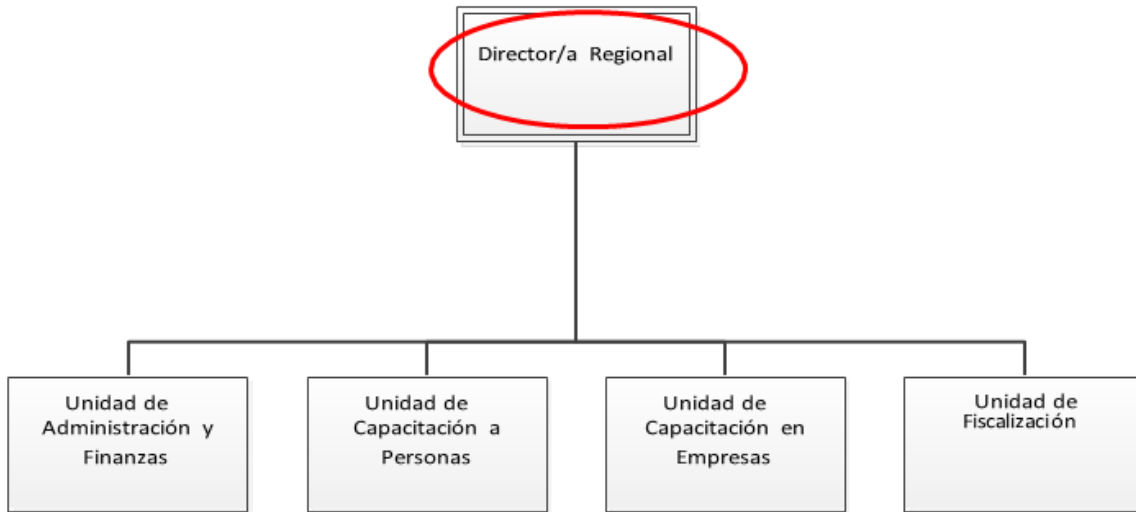 Director/a Regional
Unidad de
Administración y
Finanzas
Unidad de
Capacitación a
Personas
Unidad de
Capacitación en
Empresas
Unidad de
Fiscalización